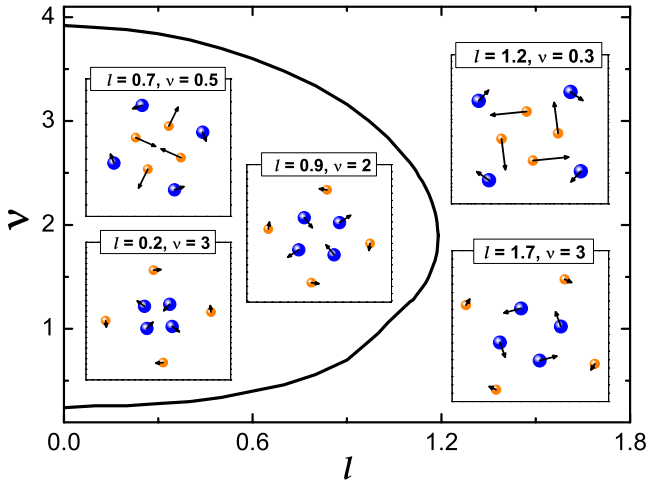 4
3
2
1
ν
l = 0.7, ν = 0.5
l = 1.2, ν = 0.3
l = 0.9, ν = 2
l = 0.2, ν = 3
l = 1.7, ν = 3
0.0 0.6 1.2 1.8
l